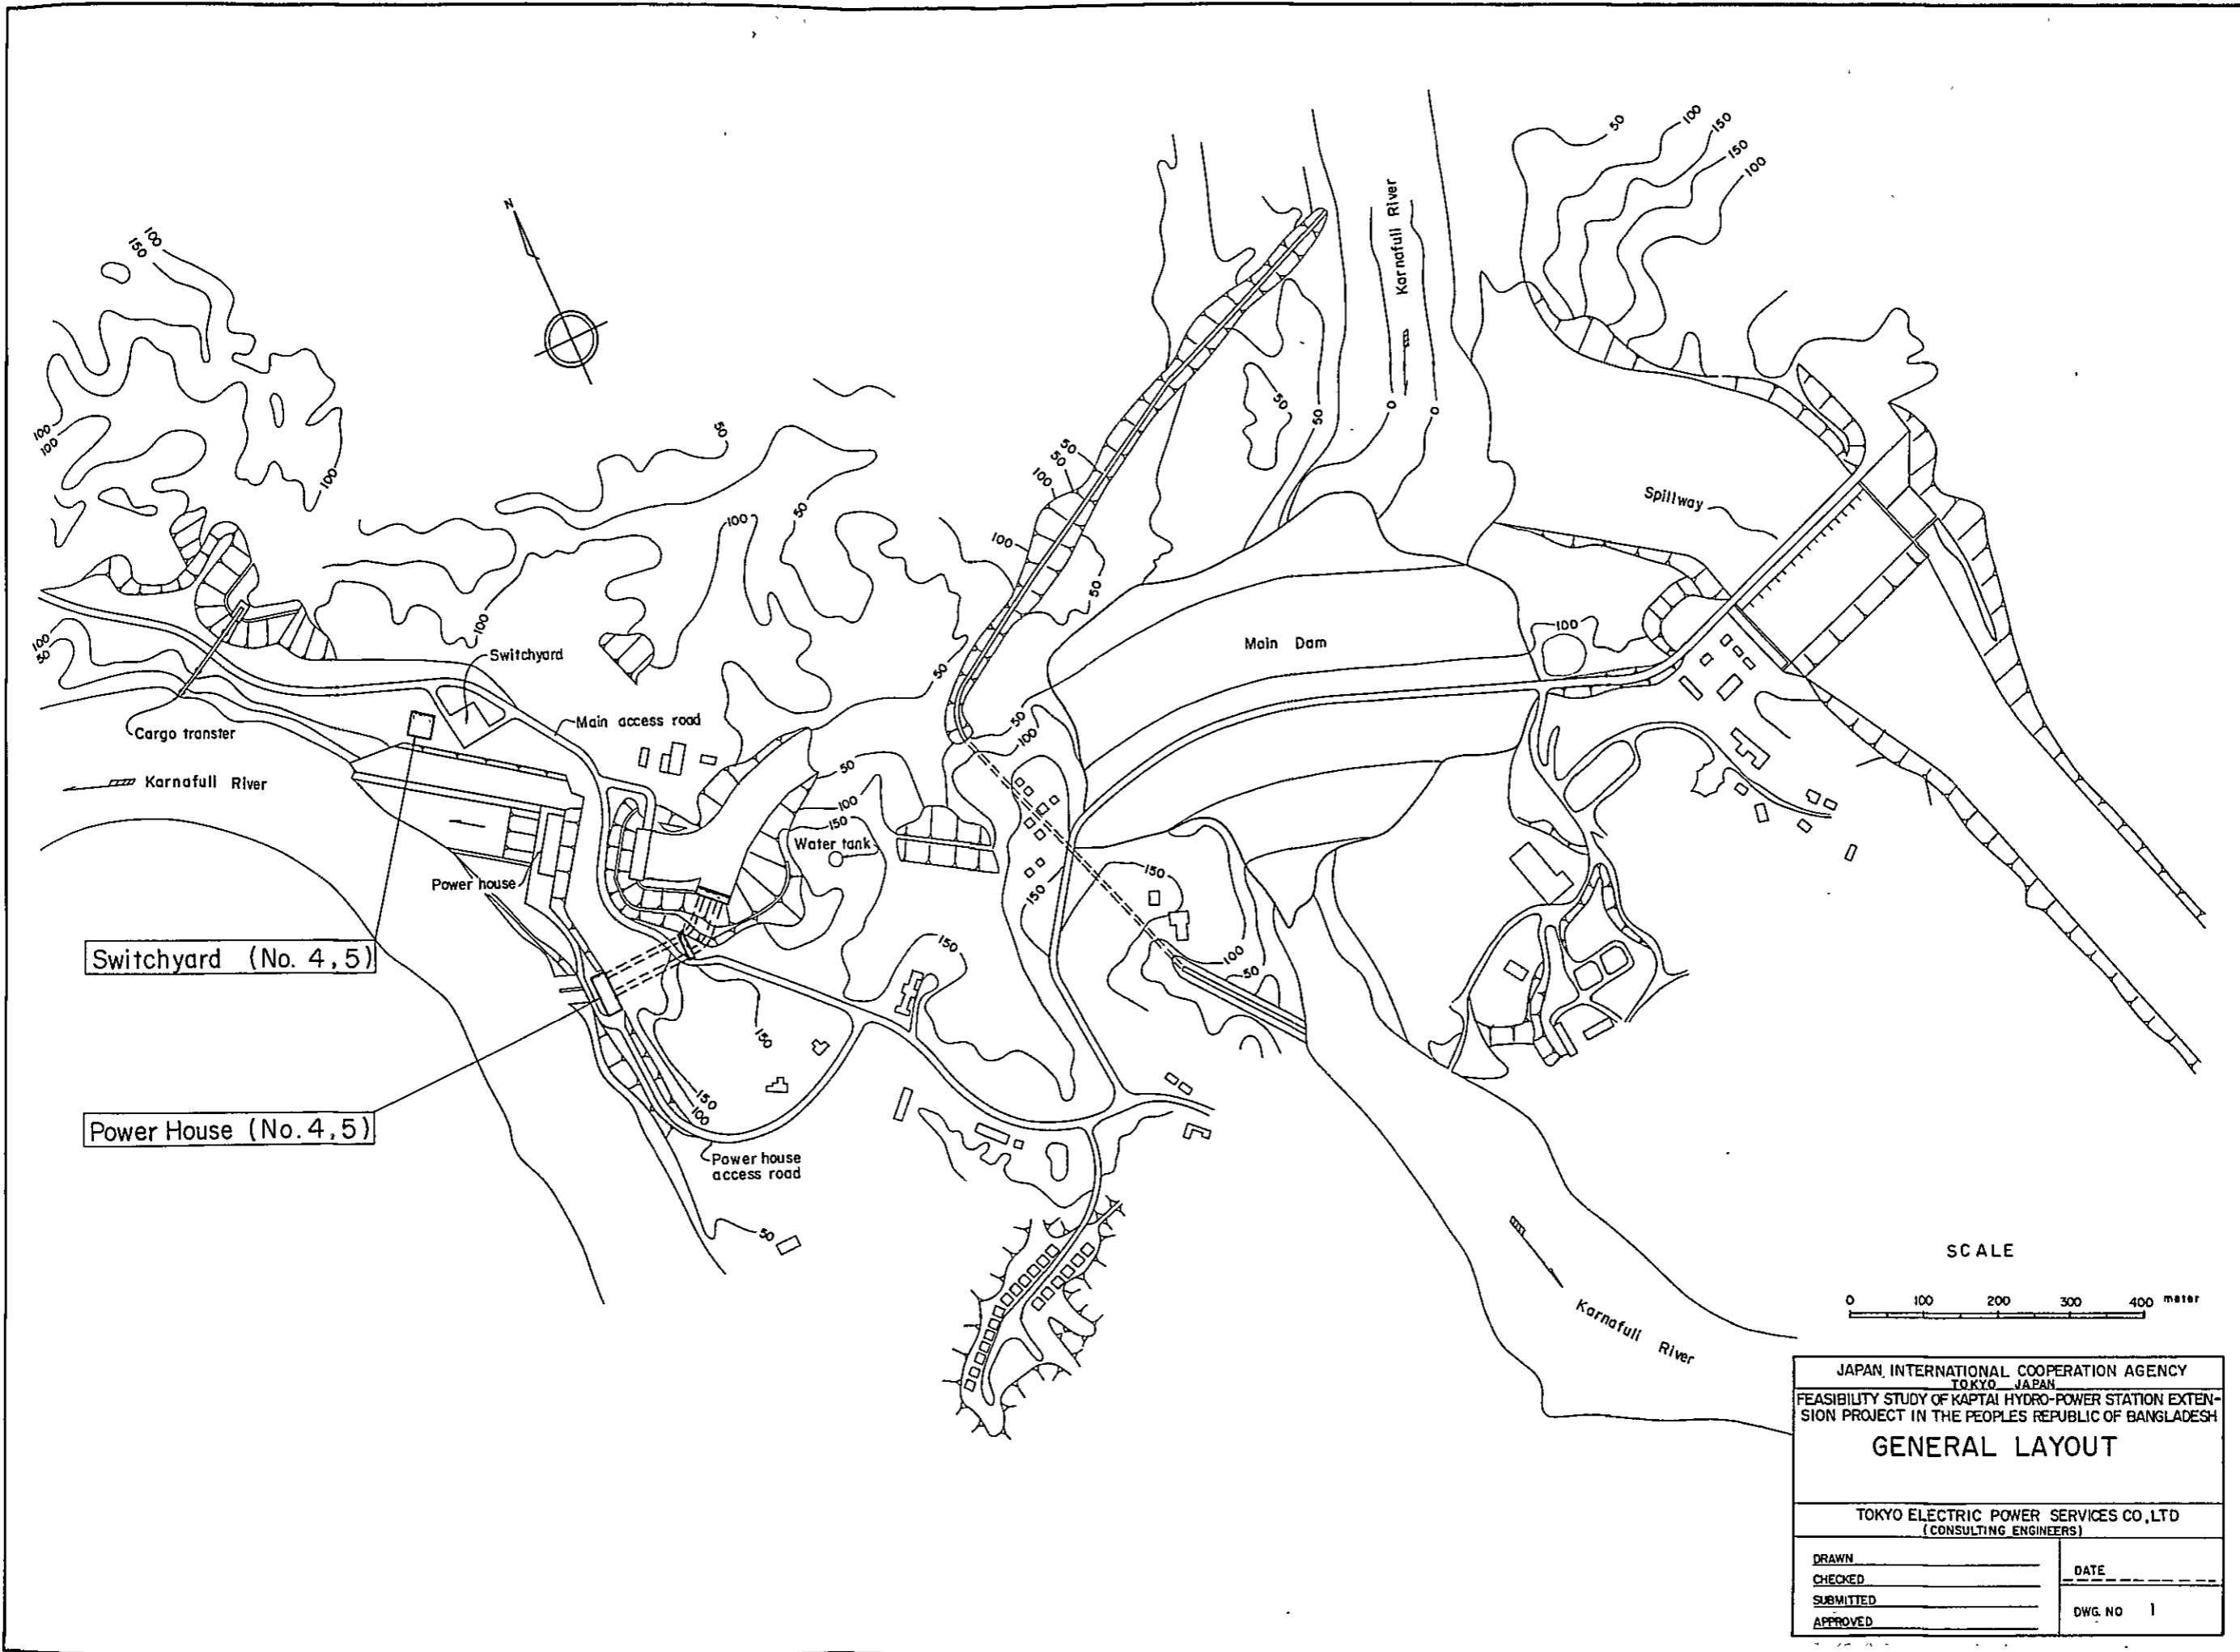 50
100
150
150
100
Karnafull River
N
100
150
50
0
0
50
50
100
100
100
50
50
100
50
Spillway
100
50
100
100
50
100
Main Dam
100
50
Switchyard
50
50
100
Main access road
Cargo transter
Karnafull River
50
100
150
Water tank
Power house
150
150
150
Switchyard (No. 4,5)
100
50
150
150
100
Power House (No.4,5)
Power house
access road
50
Karnafull River
SCALE
0 100 200 300 400 meter
JAPAN INTERNATIONAL COOPERATION AGENCY
TOKYO JAPAN
FEASIBILITY STUDY OF KAPTAI HYDRO-POWER STATION EXTEN-
SION PROJECT IN THE PEOPLES REPUBLIC OF BANGLADESH
GENERAL LAYOUT
TOKYO ELECTRIC POWER SERVICES CO,LTD
(CONSULTING ENGINEERS)
DRAWN
CHECKED
SUBMITTED
APPROVED
DATE
DWG. NO 1